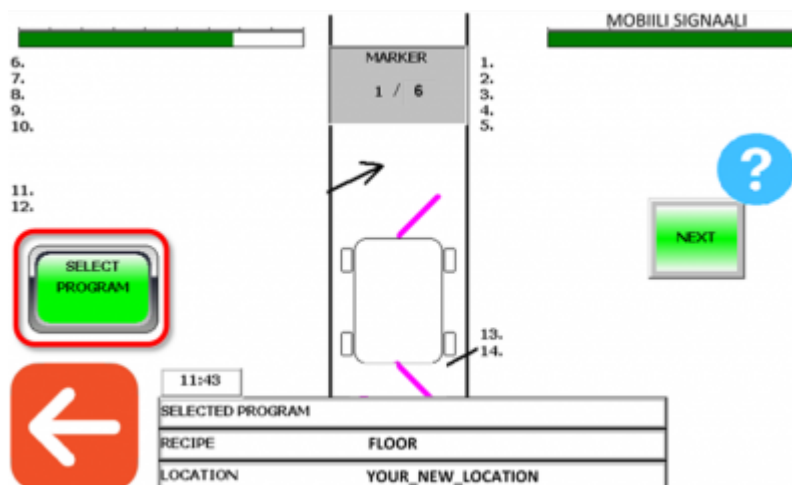 MOBIILI SIGNAALI
6.
7.
8.
9.
10.
MARKER
1 / 6
1.
2.
3.
4.
5.
?
11.
12.
NEXT
SELECT
PROGRAM
13.
14.
11:43
SELECTED PROGRAM
RECIPE FLOOR
LOCATION YOUR_NEW_LOCATION